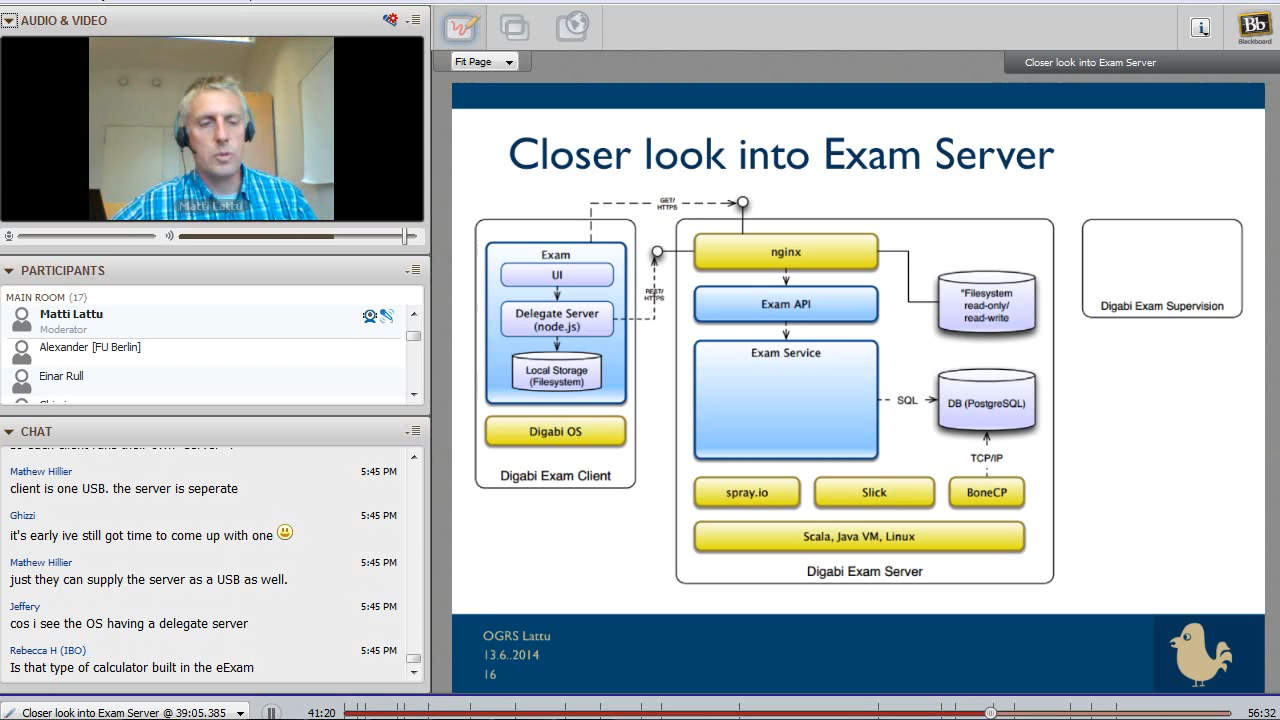 AUDIO & VIDEO
Matti Lattu
PARTICIPANTS
MAIN ROOM (17)
Matti Lattu
Moderator
Alexander [FU Berlin]
Einar Rull
CHAT
Mathew Hillier 5:45 PM
client is one USB. the server is seperate
Ghizzi 5:45 PM
it's early ive still got time to come up with one
Mathew Hillier 5:45 PM
just they can supply the server as a USB as well.
Jeffery 5:45 PM
cos i see the OS having a delegate server
Rebecca H (IBO) 5:45 PM
Is that type of calculator built in the eExam
Fit Page
Bb
Blackboard
Closer look into Exam Server
Closer look into Exam Server
GET/
HTTPS
Exam
UI
Delegate Server
(node.js)
Local Storage
(Filesystem)
Digabi OS
Digabi Exam Client
REST/
HTTPS
nginx
Exam API
Exam Service
"Filesystem
read-only/
read-write
SQL
DB (PostgreSQL)
TCP/IP
spray.io
Slick
BoneCP
Scala, Java VM, Linux
Digabi Exam Server
Digabi Exam Supervision
OGRS Lattu
13.6..2014
16
Closer look into Exam Server @ 39:05.385
41:20
56:32